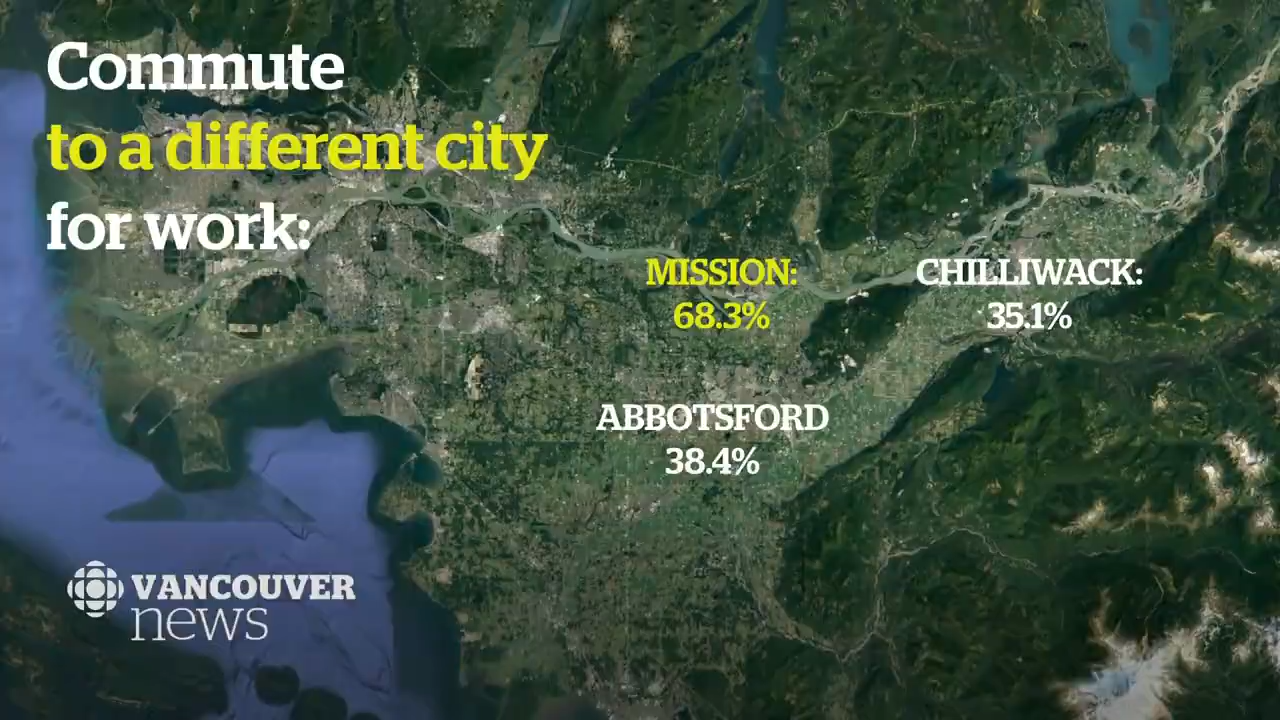 Commute
to a different city
for work:
MISSION:
68.3%
CHILLIWACK:
35.1%
ABBOTSFORD
38.4%
VANCOUVER
news